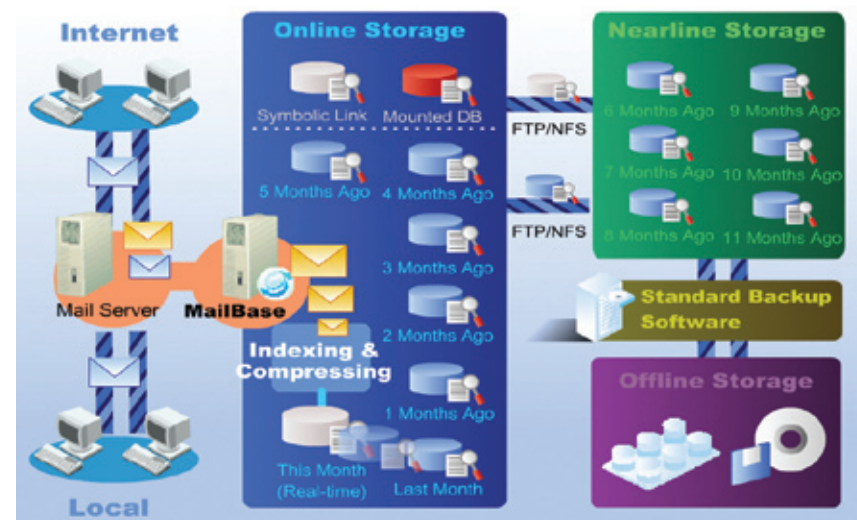 Internet
Online Storage
Nearline Storage
Symbolic Link
Mounted DB
FTP/NFS
6 Months Ago
9 Months Ago
5 Months Ago
4 Months Ago
7 Months Ago
10 Months Ago
FTP/NFS
8 Months Ago
11 Months Ago
3 Months Ago
Mail Server
MailBase
Standard Backup
Software
2 Months Ago
Indexing &
Compressing
Offline Storage
1 Months Ago
This Month
(Real-time)
Last Month
Local